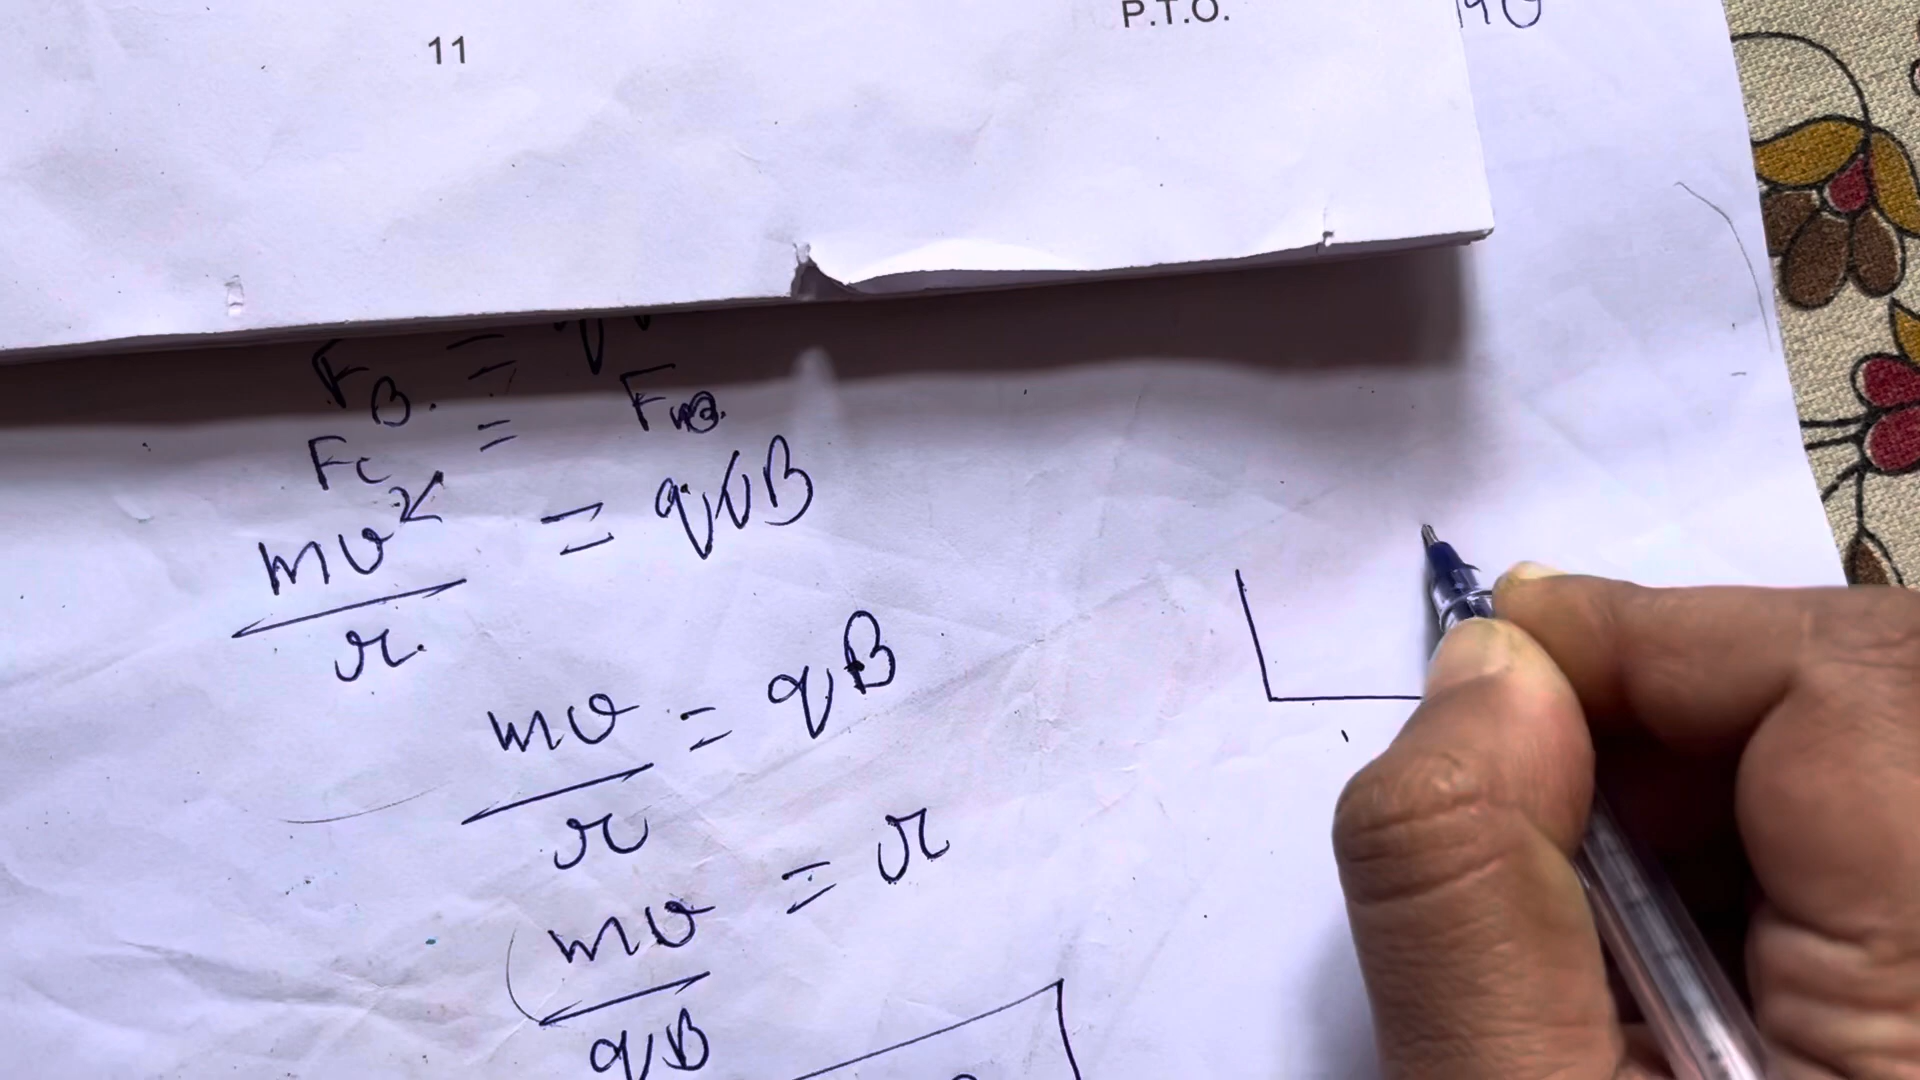 P.T.O.
11
F_B. = q
F_c = F_B.
mv²/r. = qvB
mv/r = qB
mv/qB = r